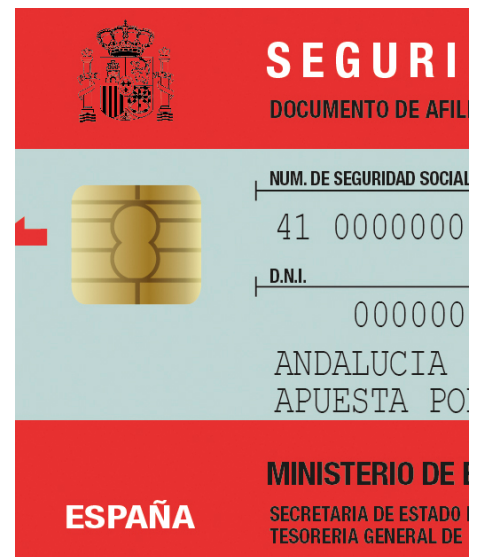 SEGURI
DOCUMENTO DE AFIL
NUM. DE SEGURIDAD SOCIAL
41 0000000
D.N.I.
000000
ANDALUCIA
APUESTA PO
MINISTERIO DE
ESPAÑA
SECRETARIA DE ESTADO
TESORERIA GENERAL DE